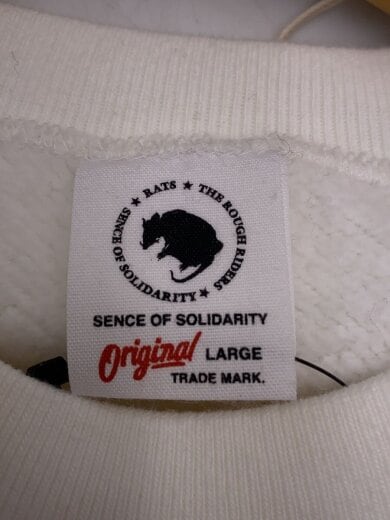 ★ RATS ★ THE ROUGH RIDERS ★ SENCE OF SOLIDARITY
SENCE OF SOLIDARITY
Original LARGE
TRADE MARK.